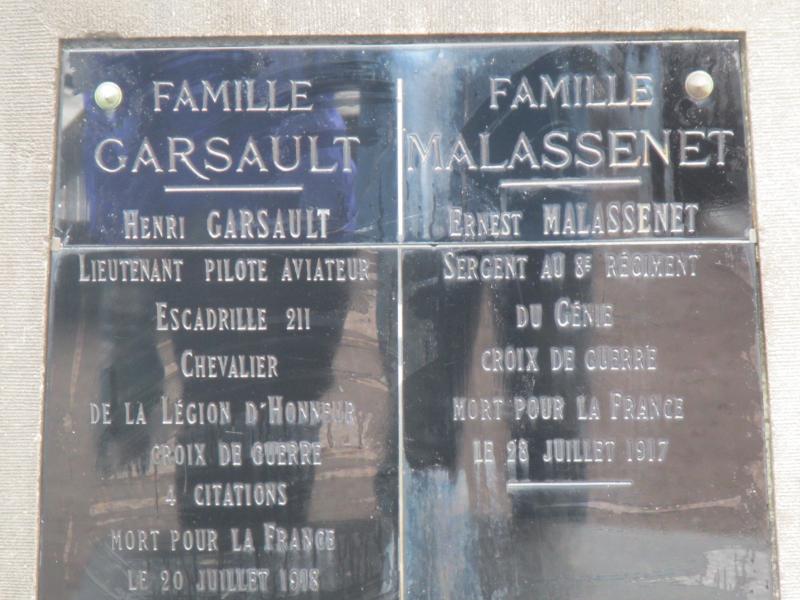 FAMILLE
GARSAULT
HENRI GARSAULT
LIEUTENANT PILOTE AVIATEUR
ESCADRILLE 211
CHEVALIER
DE LA LÉGION D'HONNEUR
CROIX DE GUERRE
4 CITATIONS
MORT POUR LA FRANCE
LE 20 JUILLET 1918
FAMILLE
MALASSENET
ERNEST MALASSENET
SERGENT AU 8E RÉGIMENT
DU GÉNIE
CROIX DE GUERRE
MORT POUR LA FRANCE
LE 28 JUILLET 1917